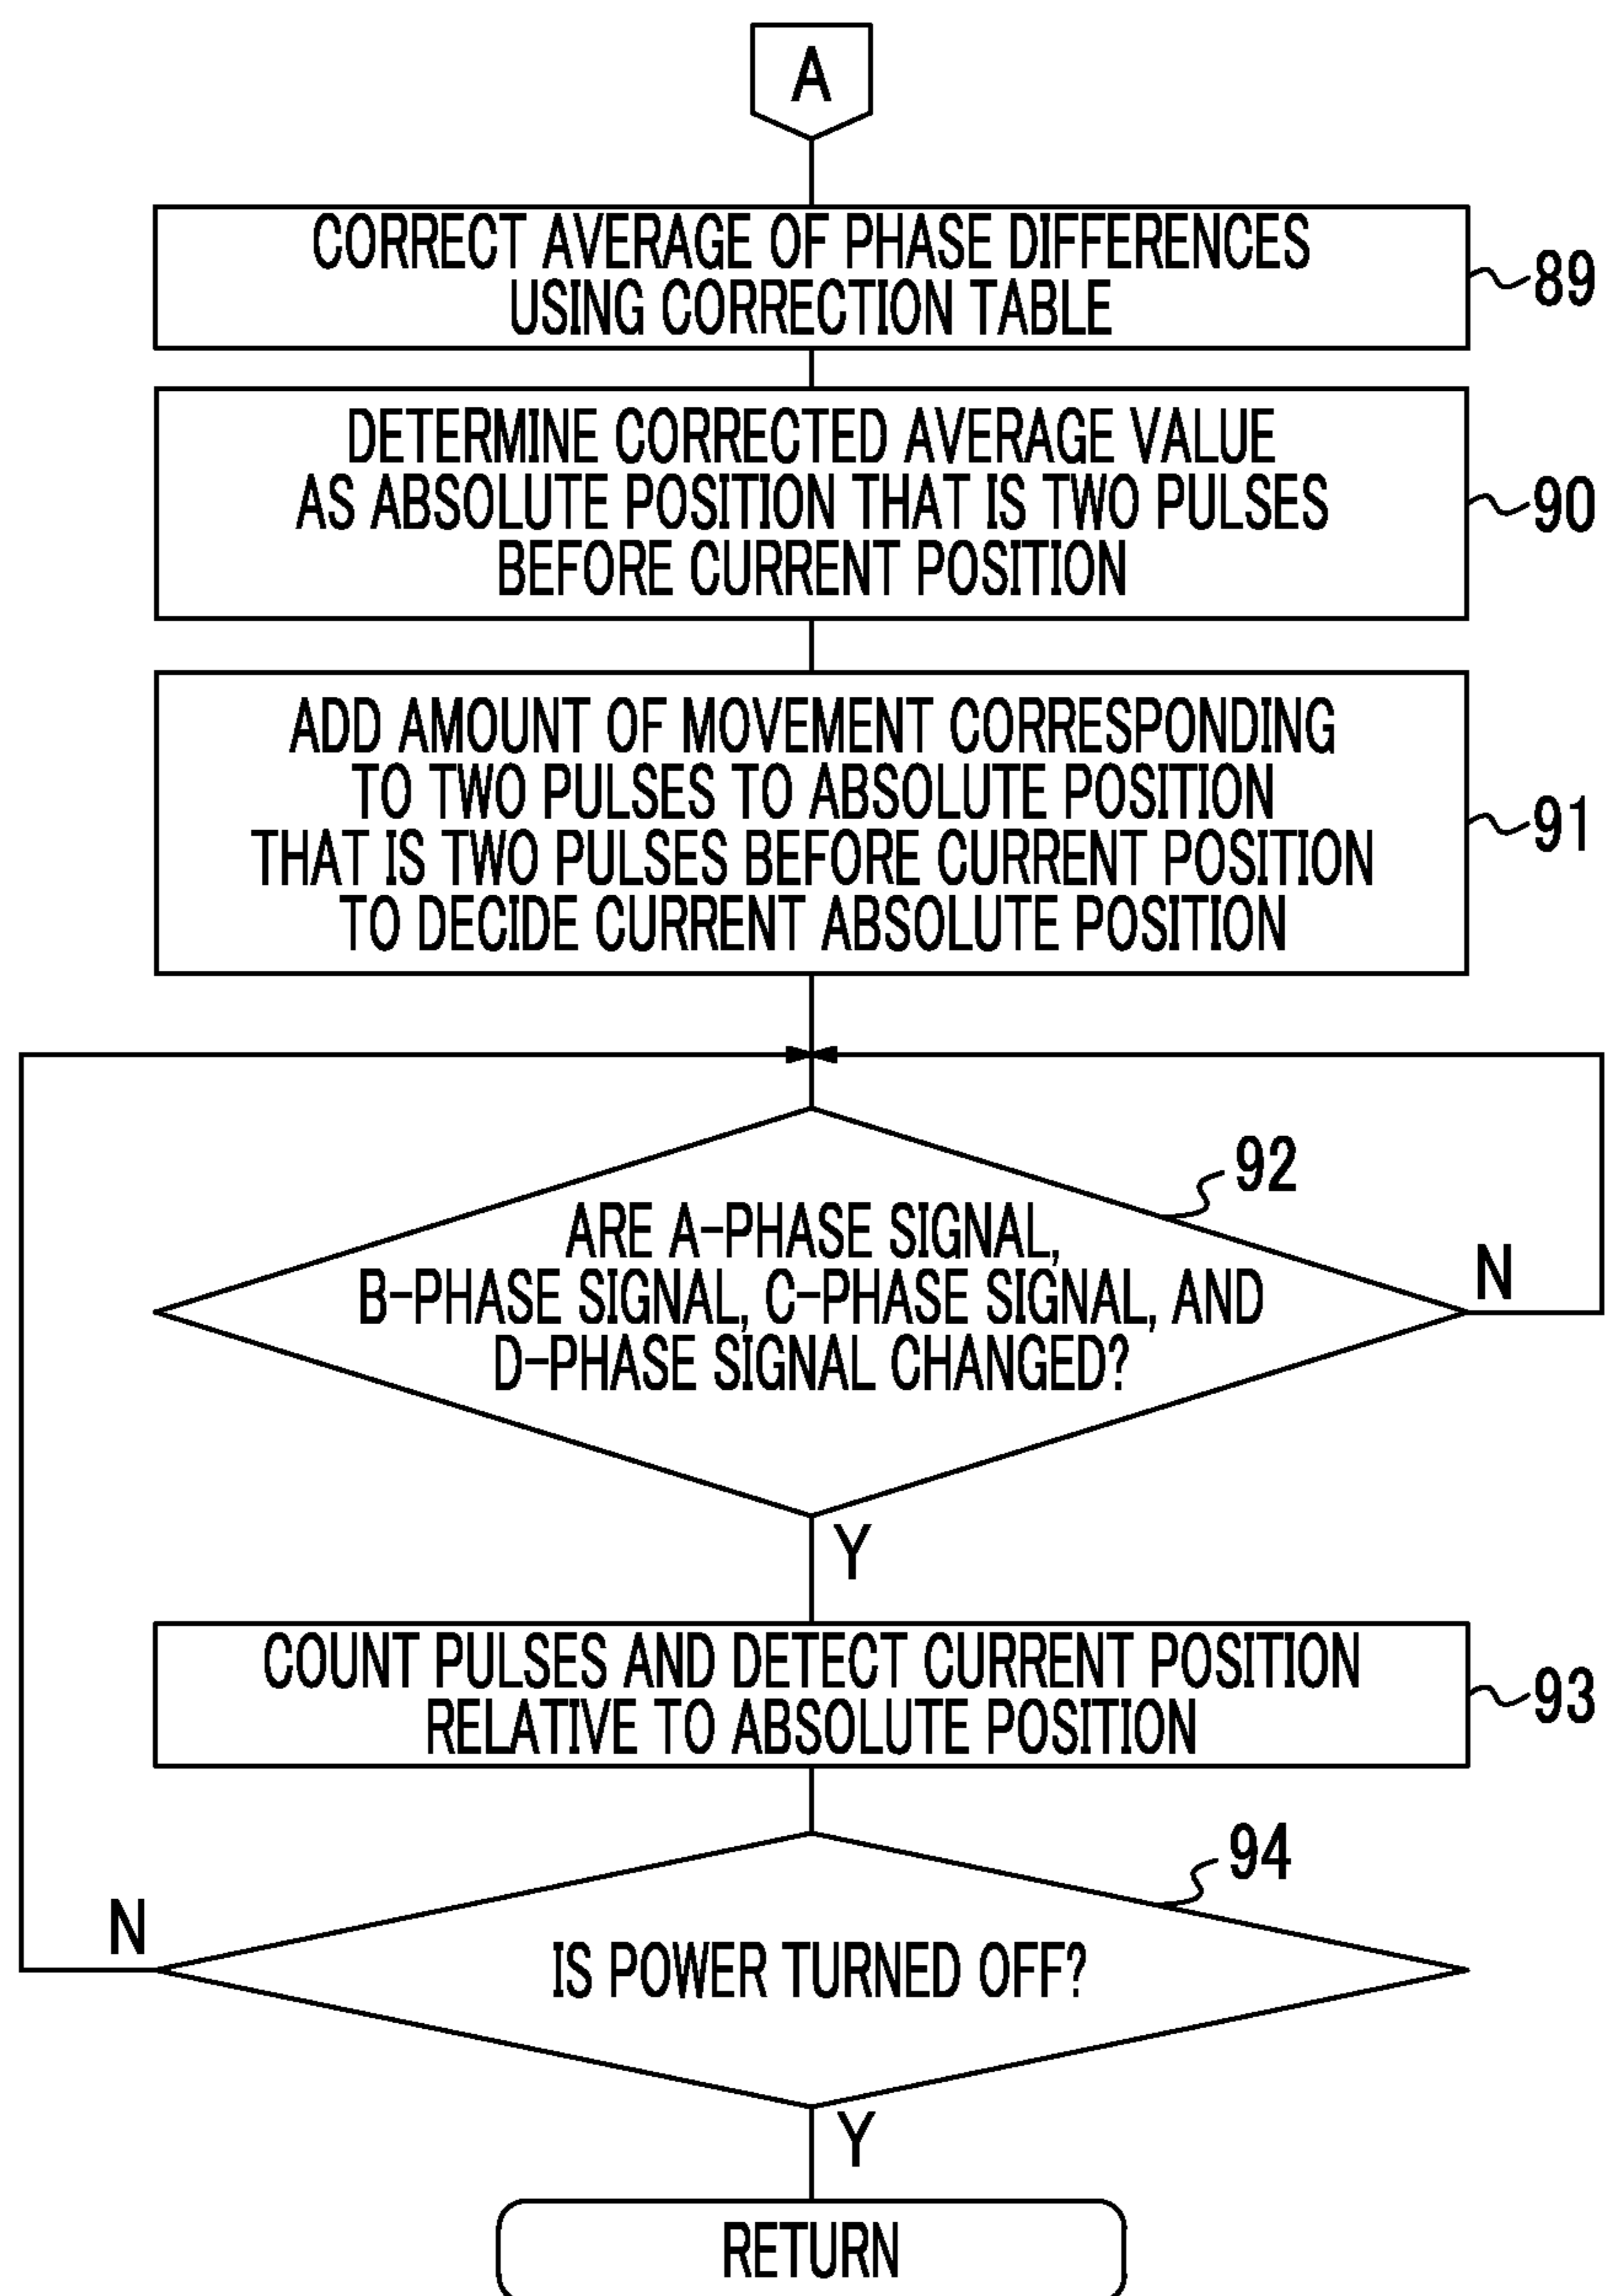 A
CORRECT AVERAGE OF PHASE DIFFERENCES
USING CORRECTION TABLE
89
DETERMINE CORRECTED AVERAGE VALUE
AS ABSOLUTE POSITION THAT IS TWO PULSES
BEFORE CURRENT POSITION
90
ADD AMOUNT OF MOVEMENT CORRESPONDING
TO TWO PULSES TO ABSOLUTE POSITION
THAT IS TWO PULSES BEFORE CURRENT POSITION
TO DECIDE CURRENT ABSOLUTE POSITION
91
92
ARE A-PHASE SIGNAL,
B-PHASE SIGNAL, C-PHASE SIGNAL, AND
D-PHASE SIGNAL CHANGED?
N
Y
COUNT PULSES AND DETECT CURRENT POSITION
RELATIVE TO ABSOLUTE POSITION
93
94
N
IS POWER TURNED OFF?
Y
RETURN